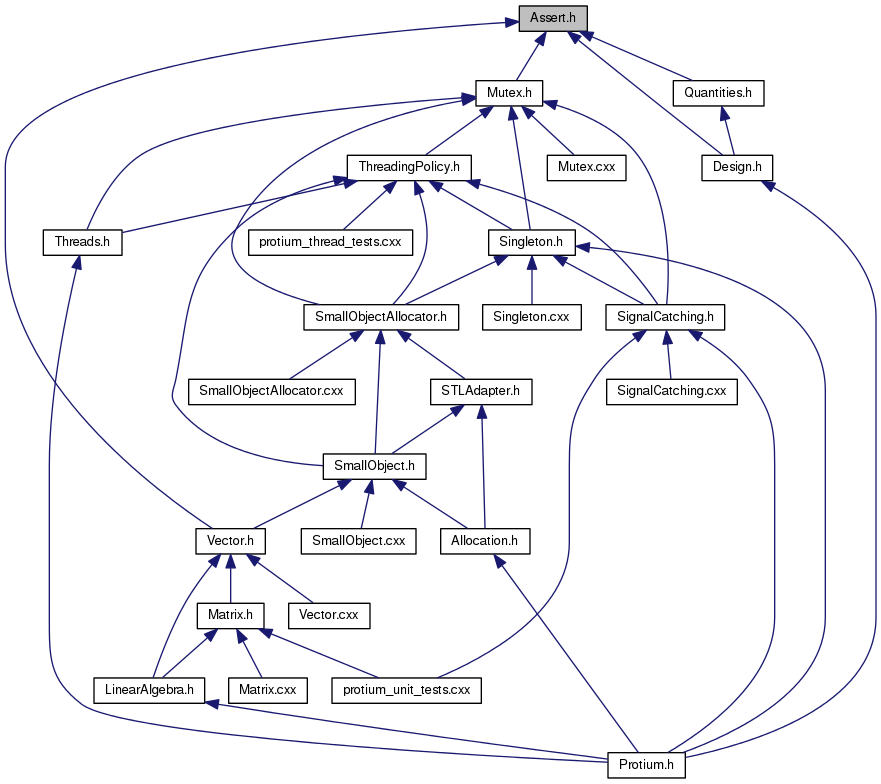 Assert.h
Mutex.h
Quantities.h
ThreadingPolicy.h
Mutex.cxx
Design.h
Threads.h
protium_thread_tests.cxx
Singleton.h
SmallObjectAllocator.h
Singleton.cxx
SignalCatching.h
SmallObjectAllocator.cxx
STLAdapter.h
SignalCatching.cxx
SmallObject.h
Vector.h
SmallObject.cxx
Allocation.h
Matrix.h
Vector.cxx
LinearAlgebra.h
Matrix.cxx
protium_unit_tests.cxx
Protium.h